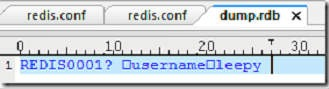 redis.conf redis.conf dump.rdb ×
0 10 20 30
1 REDIS0001? □username□leepy